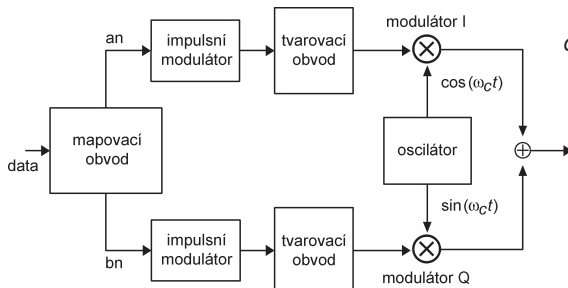 an
impulsní
modulátor
tvarovací
obvod
modulátor I
cos (ωct)
data
mapovací
obvod
oscilátor
sin (ωct)
bn
impulsní
modulátor
tvarovací
obvod
modulátor Q